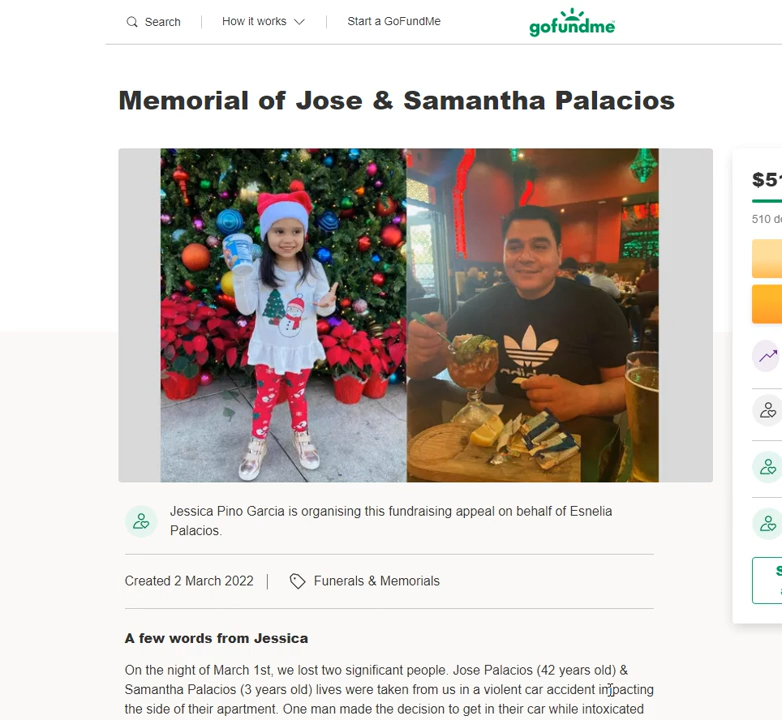 Search
How it works
Start a GoFundMe
gofundme
Memorial of Jose & Samantha Palacios
$51
510 d
adidas
Jessica Pino Garcia is organising this fundraising appeal on behalf of Esnelia
Palacios.
Created 2 March 2022
Funerals & Memorials
A few words from Jessica
On the night of March 1st, we lost two significant people. Jose Palacios (42 years old) &
Samantha Palacios (3 years old) lives were taken from us in a violent car accident impacting
the side of their apartment. One man made the decision to get in their car while intoxicated